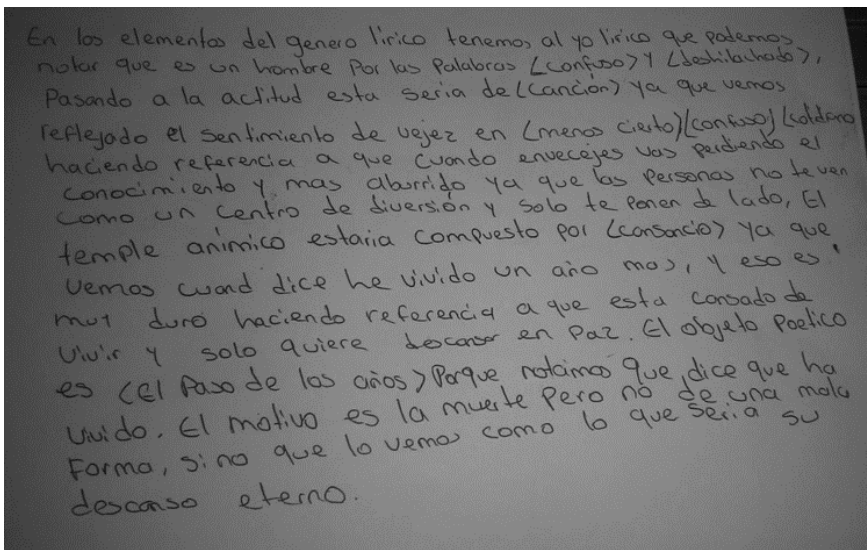 En los elementos del genero lirico tenemos al yo lirico que podemos
notar que es un hombre Por las Palabras <confuso> Y <deshilachado>,
Pasando a la actitud esta seria de <canción> ya que vemos
reflejado el sentimiento de vejez en <menos cierto> <confuso>
haciendo referencia a que cuando envecejes vas perdiendo el
conocimiento y mas aburrido ya que las Personas no te ven
como un centro de diversión y solo te ponen de lado, El
temple anímico estaria compuesto por <cansancio> ya que
vemos cuand dice he vivido un año mas, Y eso es
muy duro haciendo referencia a que esta cansado de
vivir y solo quiere descansar en Paz. El objeto Poetico
es <El Paso de los años> Porque notamos que dice que ha
vivido. El motivo es la muerte Pero no de una mala
Forma, sino que lo vemos como lo que seria su
descanso eterno.